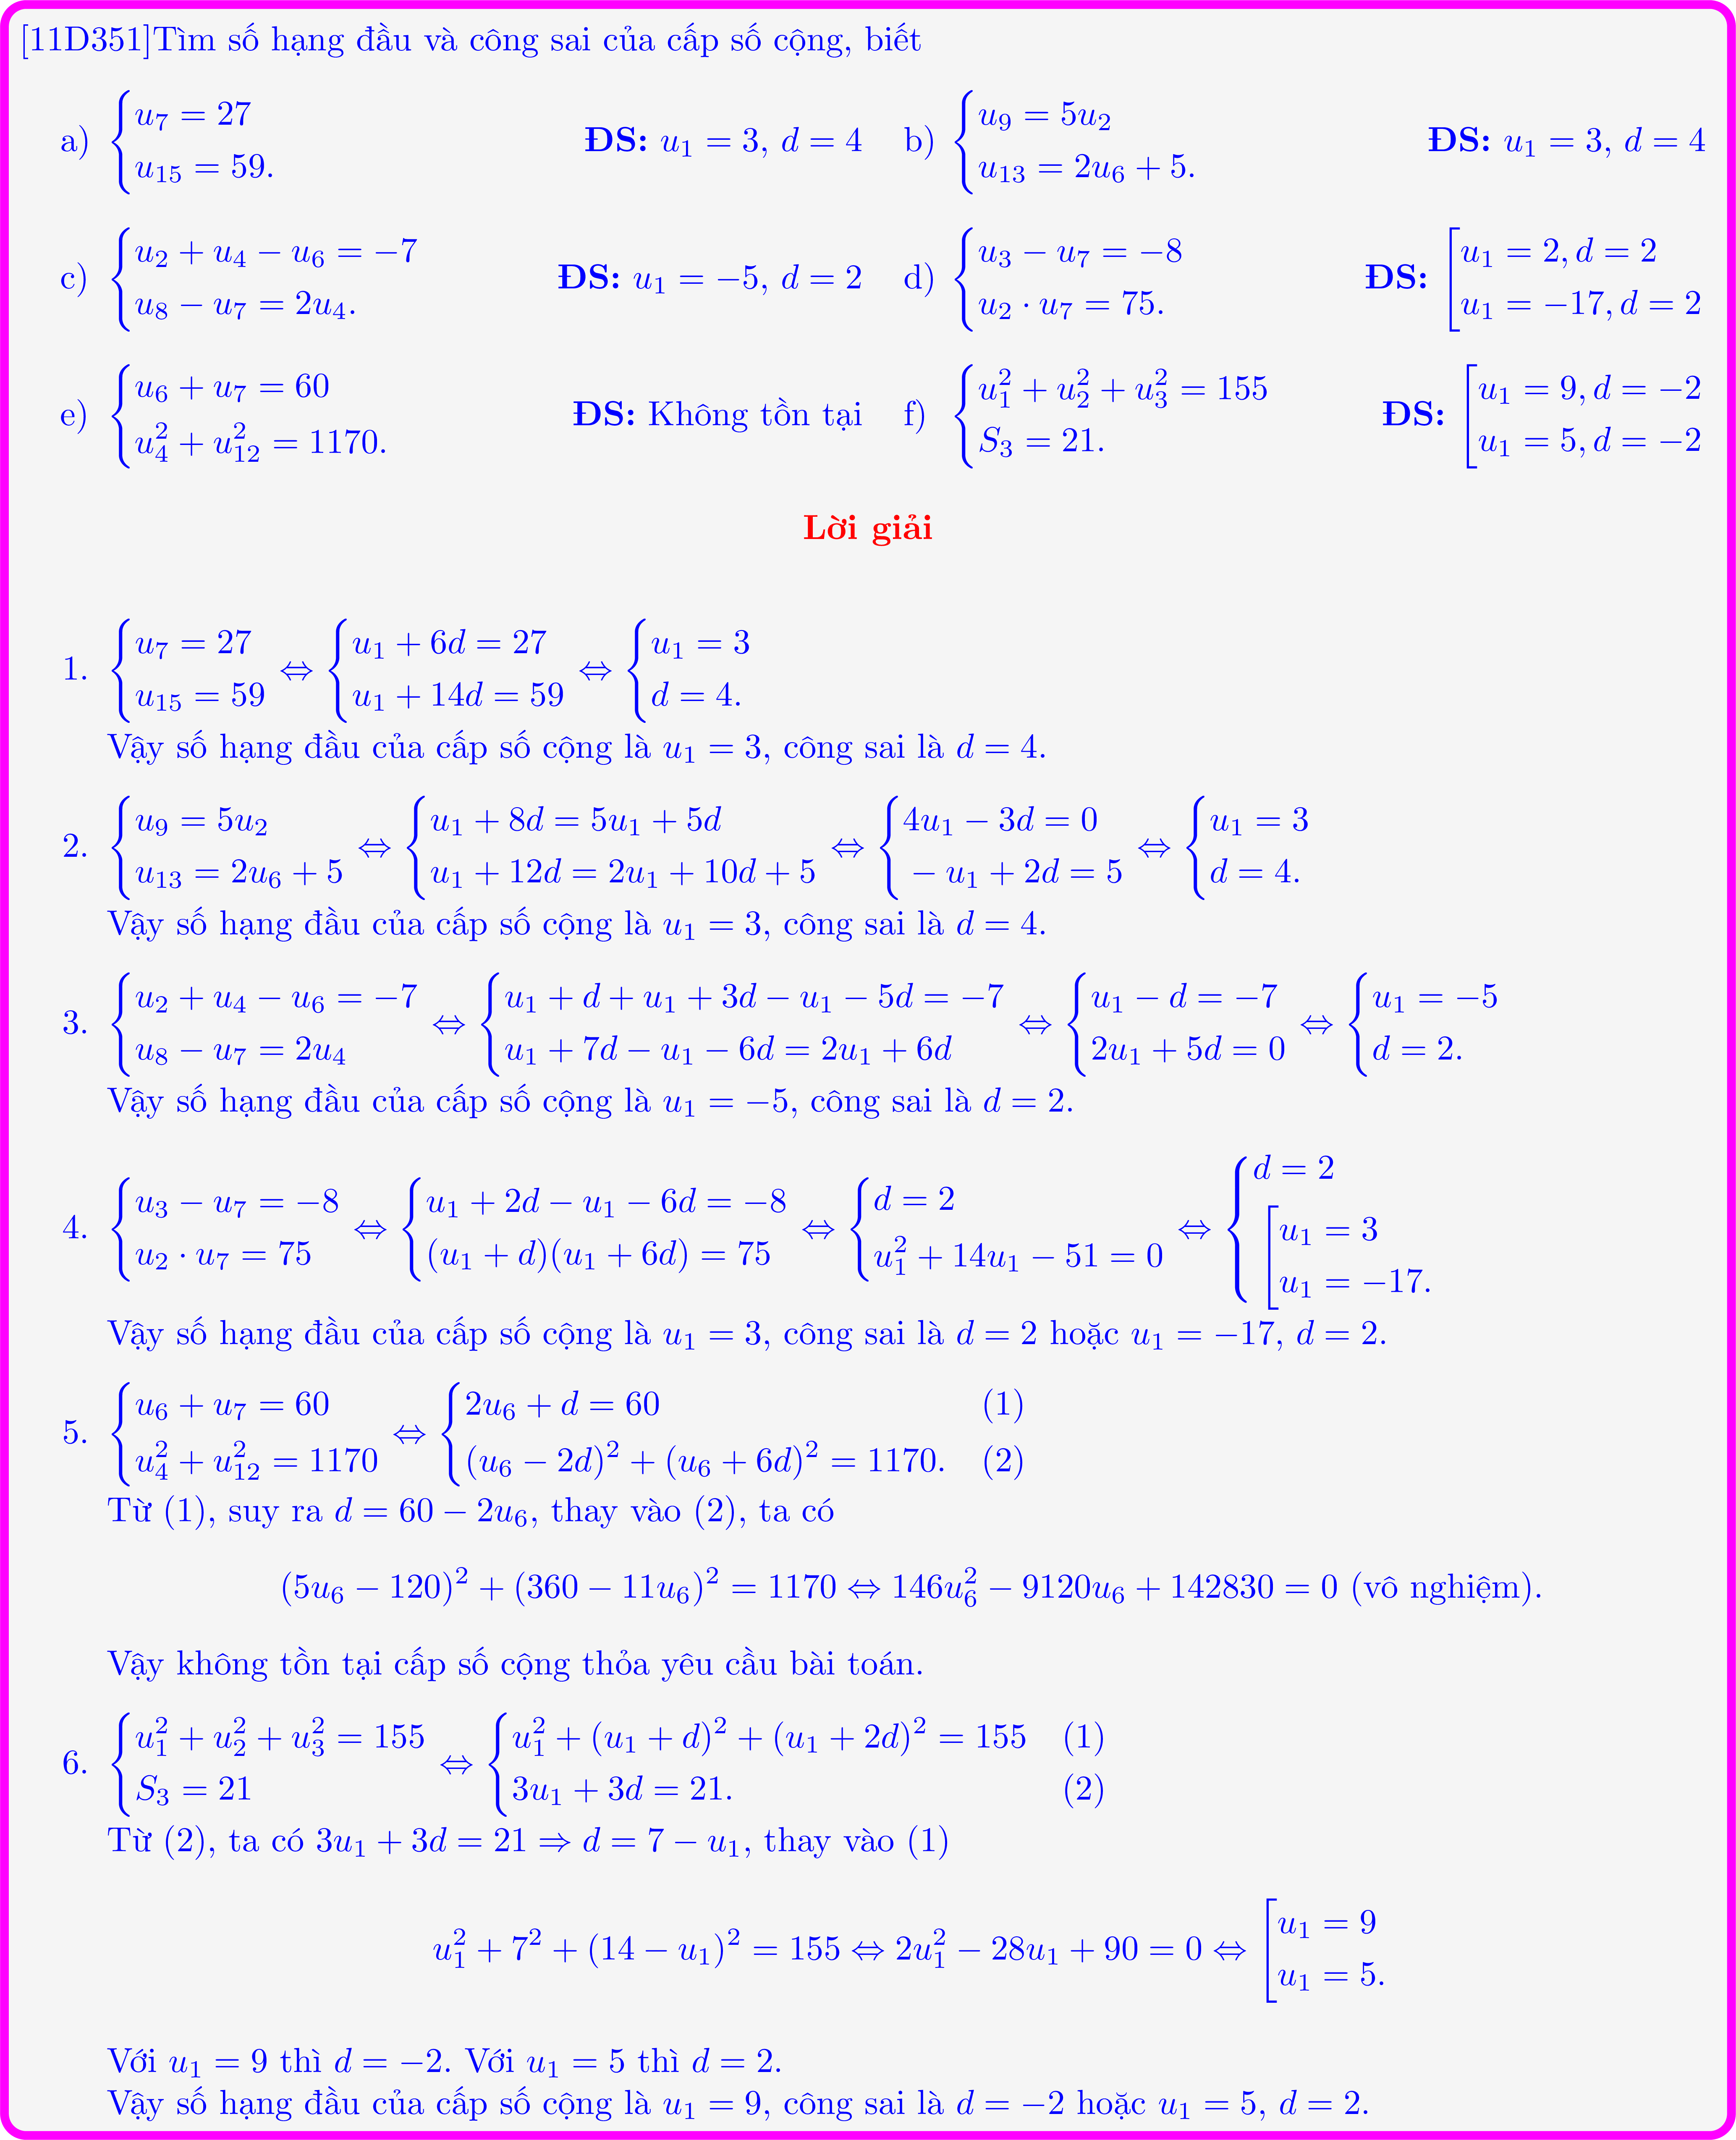 [11D351]Tìm số hạng đầu và công sai của cấp số cộng, biết
a) $\begin{cases} u_7 = 27 \\ u_{15} = 59. \end{cases}$ ĐS: $u_1 = 3, d = 4$ b) $\begin{cases} u_9 = 5u_2 \\ u_{13} = 2u_6 + 5. \end{cases}$ ĐS: $u_1 = 3, d = 4$
c) $\begin{cases} u_2 + u_4 - u_6 = -7 \\ u_8 - u_7 = 2u_4. \end{cases}$ ĐS: $u_1 = -5, d = 2$ d) $\begin{cases} u_3 - u_7 = -8 \\ u_2 \cdot u_7 = 75. \end{cases}$ ĐS: $\left[\begin{array}{l} u_1 = 2, d = 2 \\ u_1 = -17, d = 2 \end{array}\right.$
e) $\begin{cases} u_6 + u_7 = 60 \\ u_4^2 + u_{12}^2 = 1170. \end{cases}$ ĐS: Không tồn tại f) $\begin{cases} u_1^2 + u_2^2 + u_3^2 = 155 \\ S_3 = 21. \end{cases}$ ĐS: $\left[\begin{array}{l} u_1 = 9, d = -2 \\ u_1 = 5, d = -2 \end{array}\right.$
Lời giải
1. $\begin{cases} u_7 = 27 \\ u_{15} = 59 \end{cases} \Leftrightarrow \begin{cases} u_1 + 6d = 27 \\ u_1 + 14d = 59 \end{cases} \Leftrightarrow \begin{cases} u_1 = 3 \\ d = 4. \end{cases}$
Vậy số hạng đầu của cấp số cộng là $u_1 = 3$, công sai là $d = 4$.
2. $\begin{cases} u_9 = 5u_2 \\ u_{13} = 2u_6 + 5 \end{cases} \Leftrightarrow \begin{cases} u_1 + 8d = 5u_1 + 5d \\ u_1 + 12d = 2u_1 + 10d + 5 \end{cases} \Leftrightarrow \begin{cases} 4u_1 - 3d = 0 \\ -u_1 + 2d = 5 \end{cases} \Leftrightarrow \begin{cases} u_1 = 3 \\ d = 4. \end{cases}$
Vậy số hạng đầu của cấp số cộng là $u_1 = 3$, công sai là $d = 4$.
3. $\begin{cases} u_2 + u_4 - u_6 = -7 \\ u_8 - u_7 = 2u_4 \end{cases} \Leftrightarrow \begin{cases} u_1 + d + u_1 + 3d - u_1 - 5d = -7 \\ u_1 + 7d - u_1 - 6d = 2u_1 + 6d \end{cases} \Leftrightarrow \begin{cases} u_1 - d = -7 \\ 2u_1 + 5d = 0 \end{cases} \Leftrightarrow \begin{cases} u_1 = -5 \\ d = 2. \end{cases}$
Vậy số hạng đầu của cấp số cộng là $u_1 = -5$, công sai là $d = 2$.
4. $\begin{cases} u_3 - u_7 = -8 \\ u_2 \cdot u_7 = 75 \end{cases} \Leftrightarrow \begin{cases} u_1 + 2d - u_1 - 6d = -8 \\ (u_1 + d)(u_1 + 6d) = 75 \end{cases} \Leftrightarrow \begin{cases} d = 2 \\ u_1^2 + 14u_1 - 51 = 0 \end{cases} \Leftrightarrow \begin{cases} d = 2 \\ \left[\begin{array}{l} u_1 = 3 \\ u_1 = -17. \end{array}\right. \end{cases}$
Vậy số hạng đầu của cấp số cộng là $u_1 = 3$, công sai là $d = 2$ hoặc $u_1 = -17, d = 2$.
5. $\begin{cases} u_6 + u_7 = 60 \\ u_4^2 + u_{12}^2 = 1170 \end{cases} \Leftrightarrow \begin{cases} 2u_6 + d = 60 \quad (1) \\ (u_6 - 2d)^2 + (u_6 + 6d)^2 = 1170. \quad (2) \end{cases}$
Từ (1), suy ra $d = 60 - 2u_6$, thay vào (2), ta có
$(5u_6 - 120)^2 + (360 - 11u_6)^2 = 1170 \Leftrightarrow 146u_6^2 - 9120u_6 + 142830 = 0$ (vô nghiệm).
Vậy không tồn tại cấp số cộng thỏa yêu cầu bài toán.
6. $\begin{cases} u_1^2 + u_2^2 + u_3^2 = 155 \\ S_3 = 21 \end{cases} \Leftrightarrow \begin{cases} u_1^2 + (u_1 + d)^2 + (u_1 + 2d)^2 = 155 \quad (1) \\ 3u_1 + 3d = 21. \quad (2) \end{cases}$
Từ (2), ta có $3u_1 + 3d = 21 \Rightarrow d = 7 - u_1$, thay vào (1)
$u_1^2 + 7^2 + (14 - u_1)^2 = 155 \Leftrightarrow 2u_1^2 - 28u_1 + 90 = 0 \Leftrightarrow \left[\begin{array}{l} u_1 = 9 \\ u_1 = 5. \end{array}\right.$
Với $u_1 = 9$ thì $d = -2$. Với $u_1 = 5$ thì $d = 2$.
Vậy số hạng đầu của cấp số cộng là $u_1 = 9$, công sai là $d = -2$ hoặc $u_1 = 5, d = 2$.